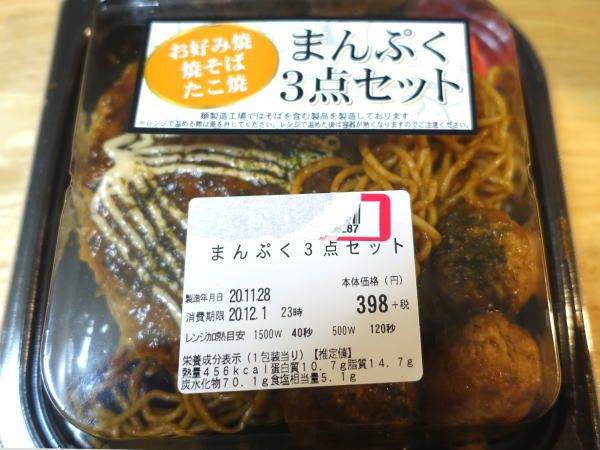 お好み焼
焼そば
たこ焼
まんぷく
3点セット
麺製造工場ではそばを含む製品を製造しております
※レンジで温める際は蓋を外してください。レンジで温めた後は容器が熱くなりますのでご注意ください。
287
まんぷく3点セット
製造年月日 20.11.28
本体価格(円)
消費期限 20.12.1 23時
398 +税
レンジ加熱目安 1500W 40秒 500W 120秒
栄養成分表示(1包装当り)【推定値】
熱量456kcal蛋白質10.7g脂質14.7g
炭水化物70.1g食塩相当量5.1g